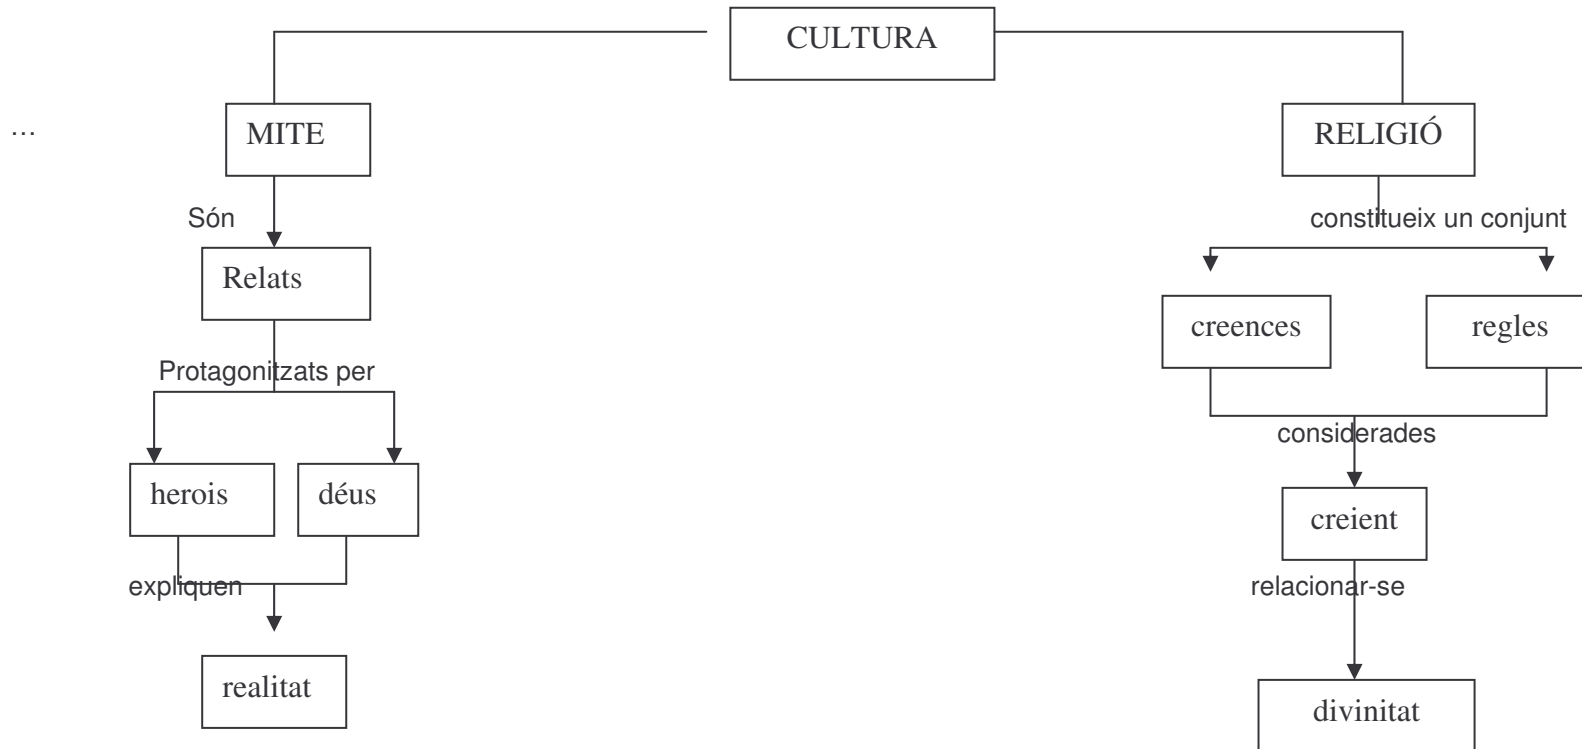 CULTURA
...
MITE
RELIGIÓ
Són
constitueix un conjunt
Relats
creences
regles
Protagonitzats per
considerades
herois
déus
creient
expliquen
relacionar-se
realitat
divinitat